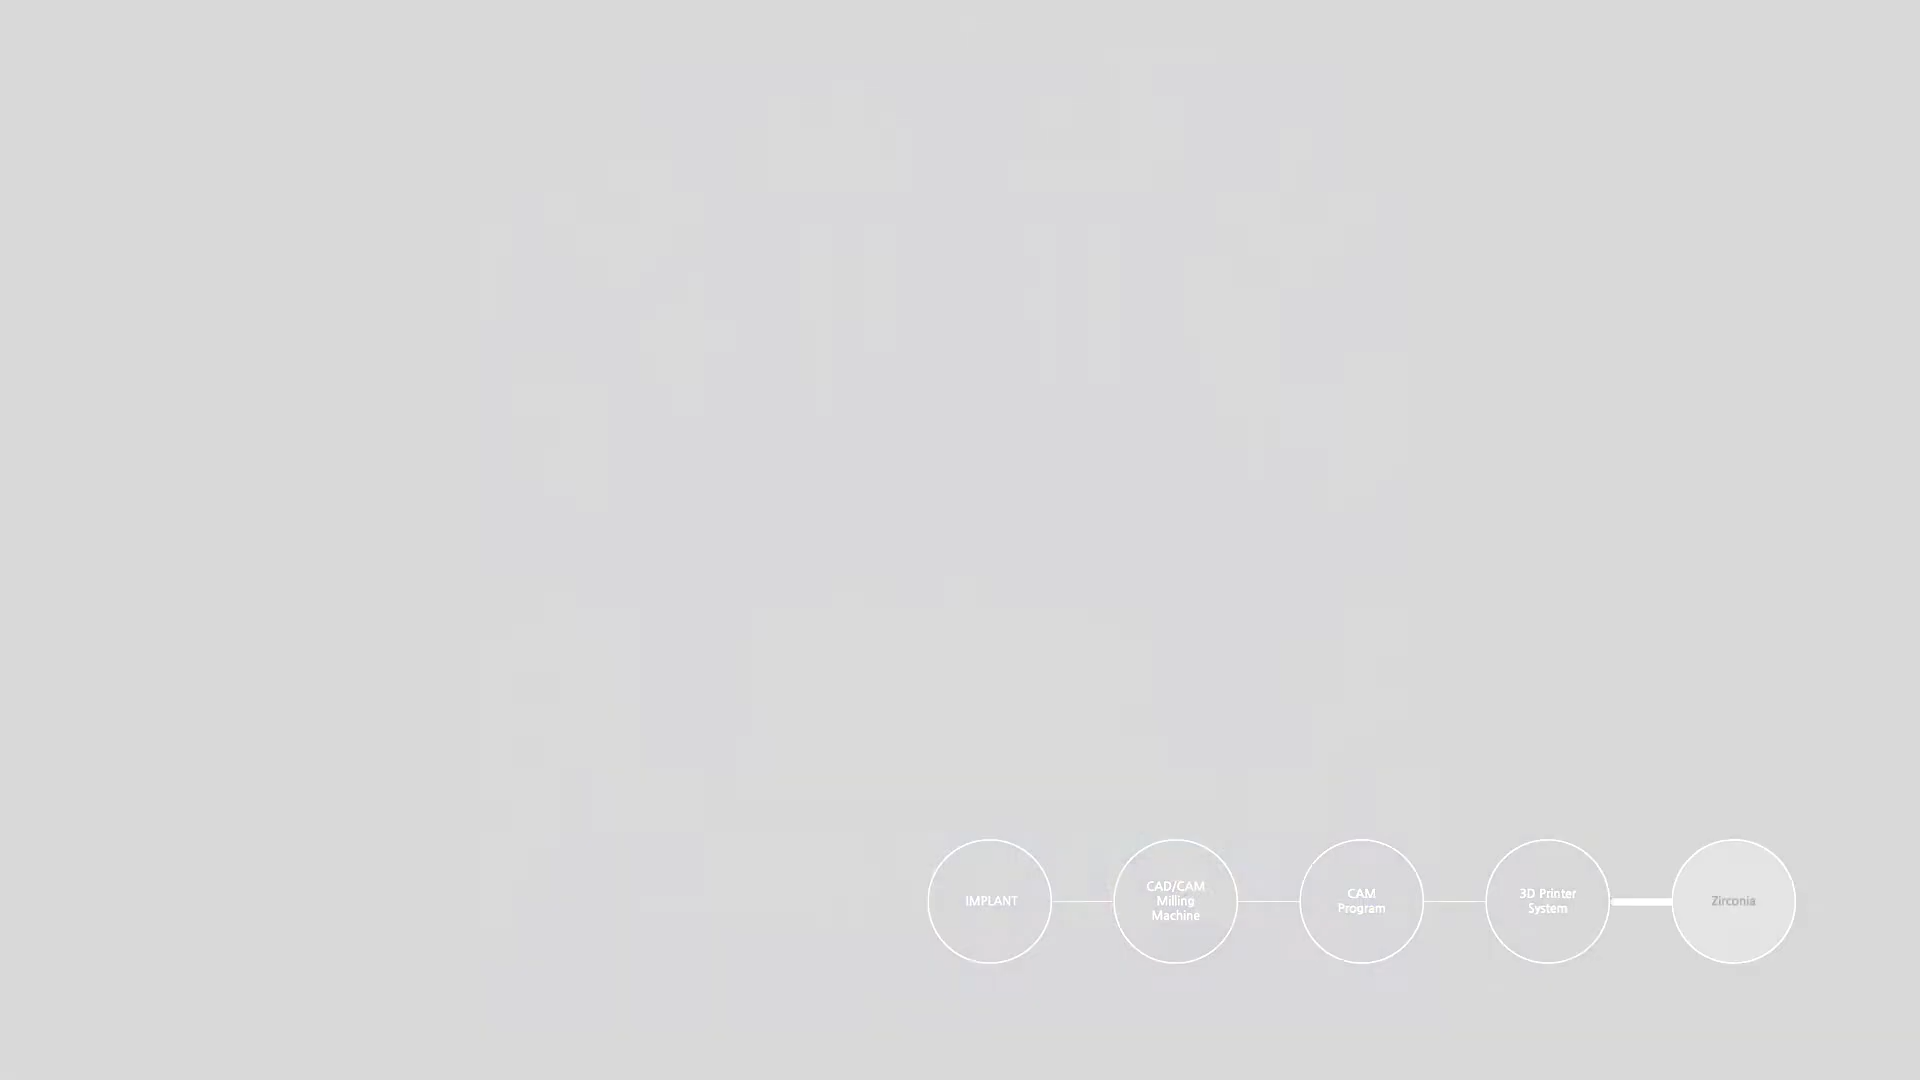 IMPLANT
CAD/CAM
Milling
Machine
CAM
Program
3D Printer
System
Zirconia